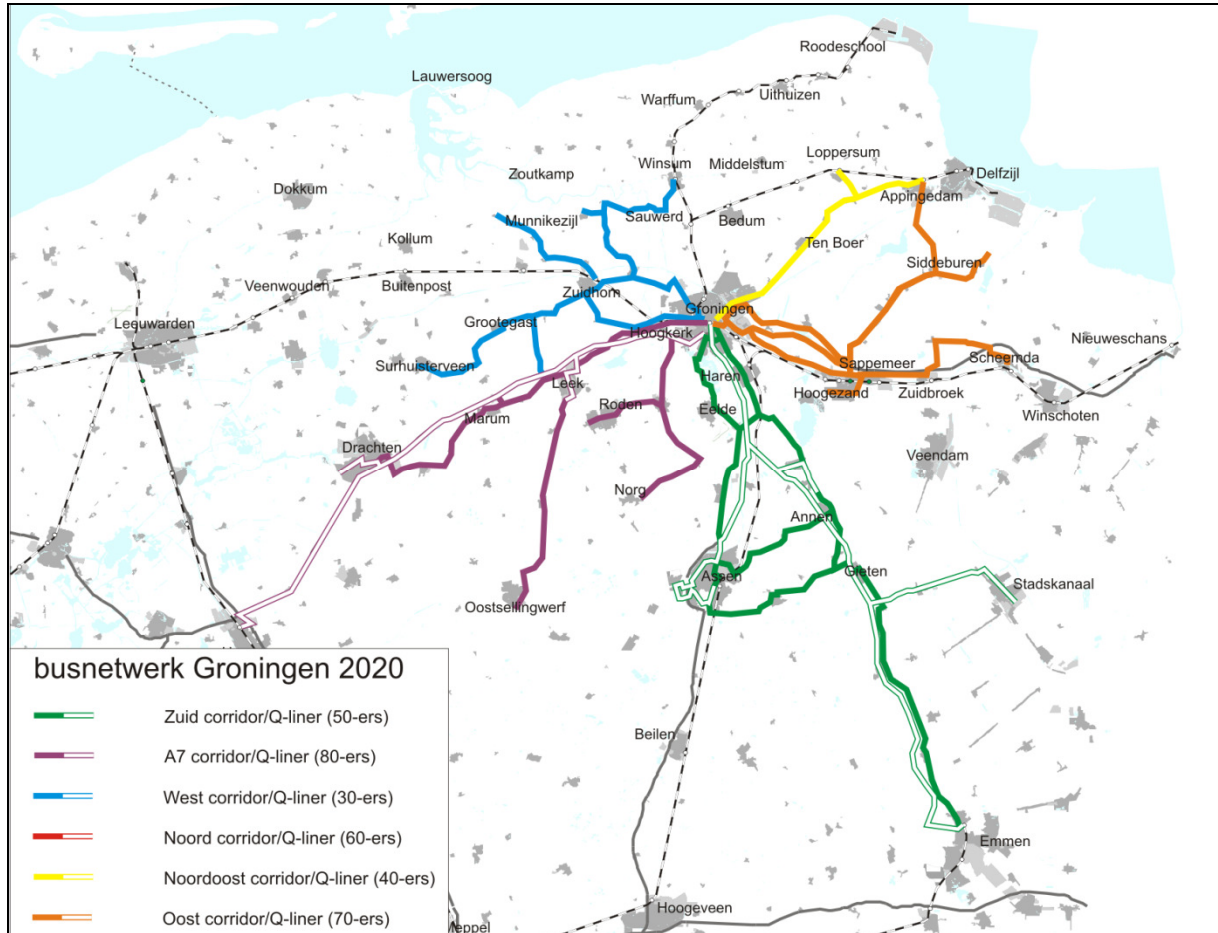 Roodeschool
Lauwersoog
Uithuizen
Warffum
Loppersum
Winsum
Middelstum
Zoutkamp
Delfzijl
Dokkum
Appingedam
Munnikezijl
Sauwerd
Bedum
Kollum
Ten Boer
Siddeburen
Veenwouden
Buitenpost
Zuidhorn
Groningen
Leeuwarden
Grootegast
Hoogkerk
Nieuweschans
Sappemeer
Scheemda
Surhuisterveen
Haren
Leek
Hoogezand
Zuidbroek
Roden
Eelde
Winschoten
Marum
Drachten
Veendam
Norg
Annen
Assen
Gieten
Stadskanaal
Oostsellingwerf
Beilen
Emmen
Hoogeveen
Meppel
busnetwerk Groningen 2020
Zuid corridor/Q-liner (50-ers)
A7 corridor/Q-liner (80-ers)
West corridor/Q-liner (30-ers)
Noord corridor/Q-liner (60-ers)
Noordoost corridor/Q-liner (40-ers)
Oost corridor/Q-liner (70-ers)